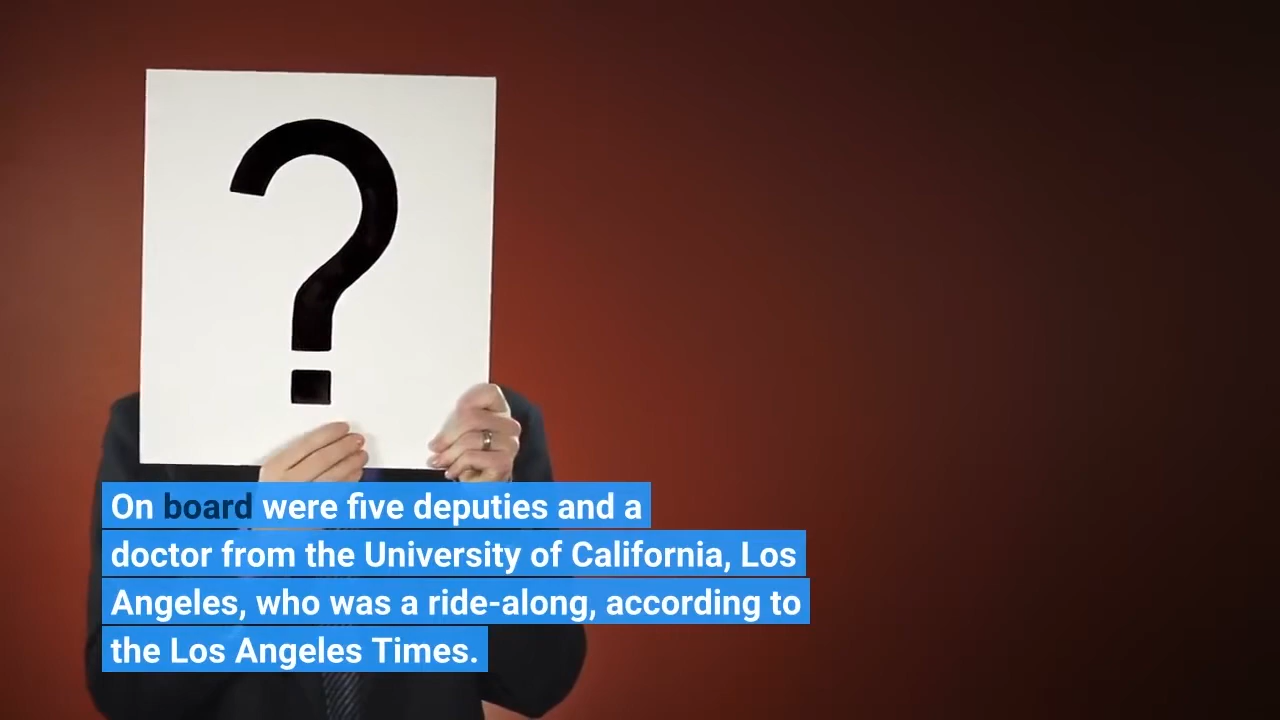 ?
On board were five deputies and a
doctor from the University of California, Los
Angeles, who was a ride-along, according to
the Los Angeles Times.